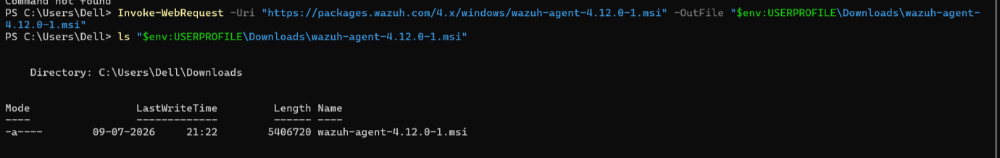 Command not found
PS C:\Users\Dell> Invoke-WebRequest -Uri "https://packages.wazuh.com/4.x/windows/wazuh-agent-4.12.0-1.msi" -OutFile "$env:USERPROFILE\Downloads\wazuh-agent-
4.12.0-1.msi"
PS C:\Users\Dell> ls "$env:USERPROFILE\Downloads\wazuh-agent-4.12.0-1.msi"
Directory: C:\Users\Dell\Downloads
Mode LastWriteTime Length Name
---- ------------- ------ ----
-a---- 09-07-2026 21:22 5406720 wazuh-agent-4.12.0-1.msi